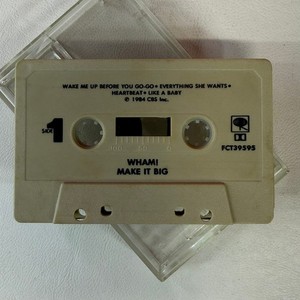 WAKE ME UP BEFORE YOU GO-GO • EVERYTHING SHE WANTS •
HEARTBEAT • LIKE A BABY
© 1984 CBS Inc.
SIDE 1
FCT39595
WHAM!
MAKE IT BIG